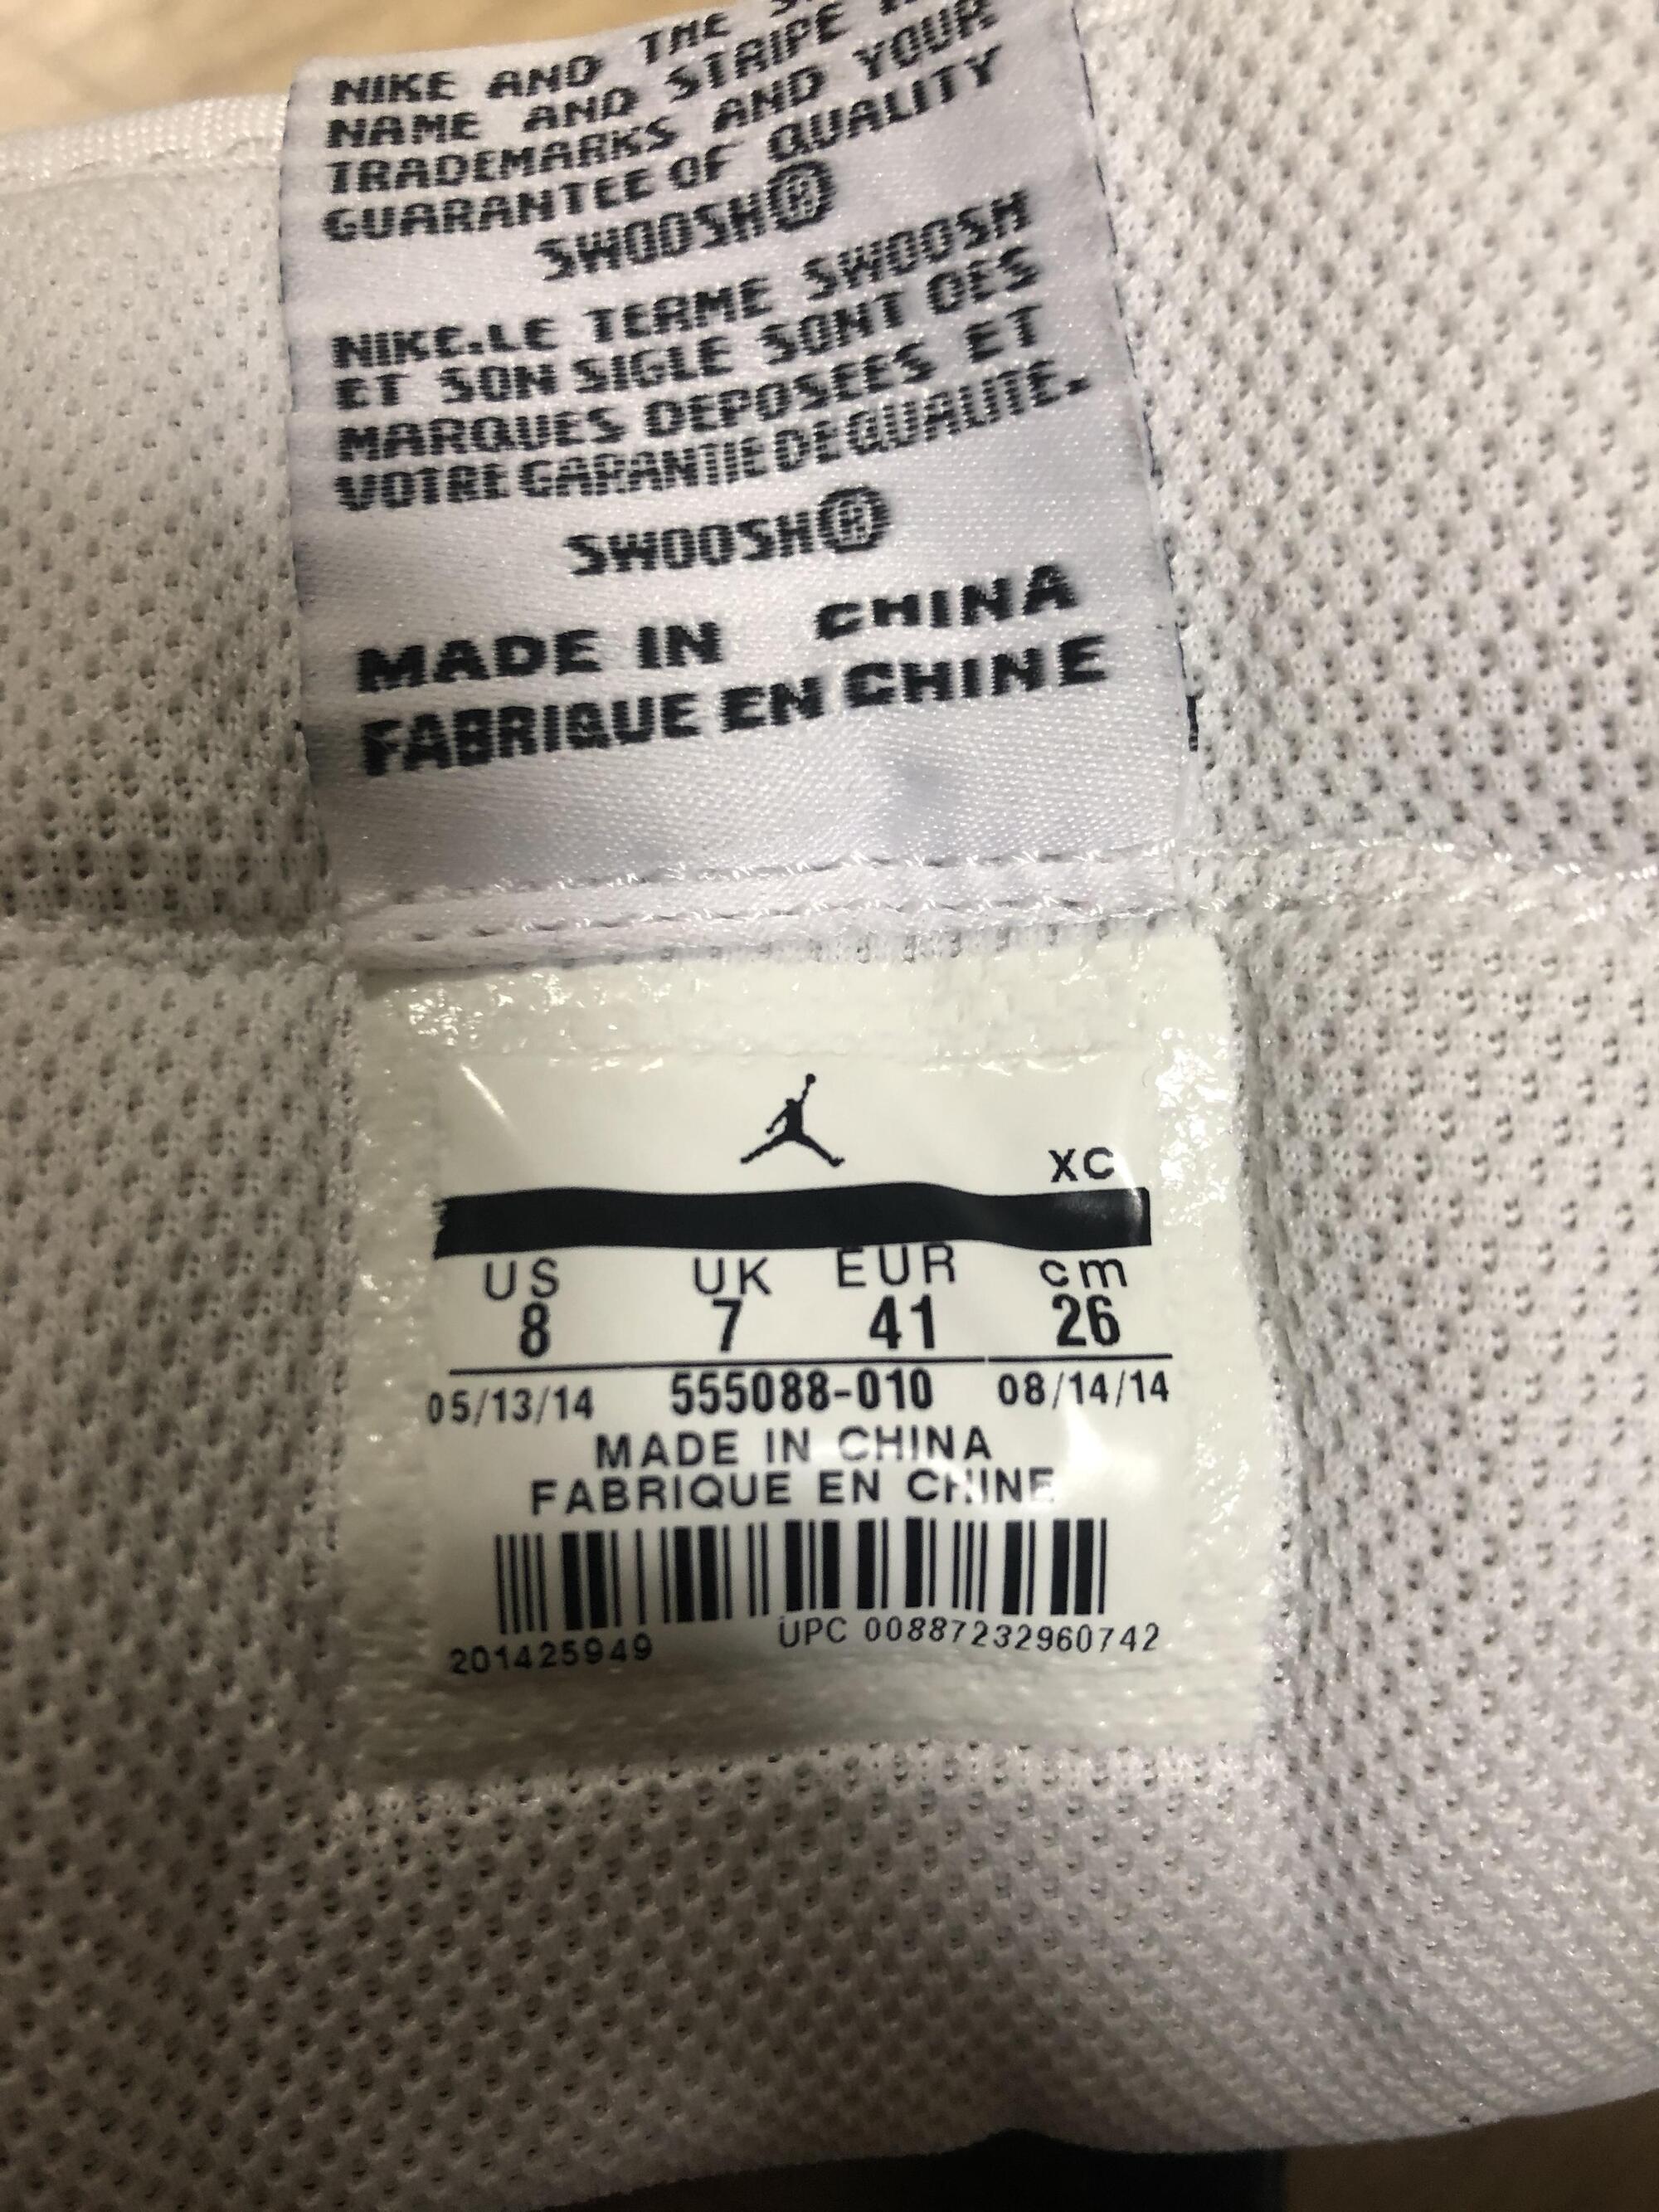 NIKE AND THE
NAME AND STRIPE
TRADEMARKS AND YOUR
GUARANTEE OF QUALITY
SWOOSH®
NIKE.LE TERME SWOOSH
ET SON SIGLE SONT DES
MARQUES DEPOSEES ET
VOTRE GARANTIE DE QUALITE.
SWOOSH®
MADE IN CHINA
FABRIQUE EN CHINE
XC
US UK EUR cm
8 7 41 26
05/13/14 555088-010 08/14/14
MADE IN CHINA
FABRIQUE EN CHINE
201425949 UPC 00887232960742